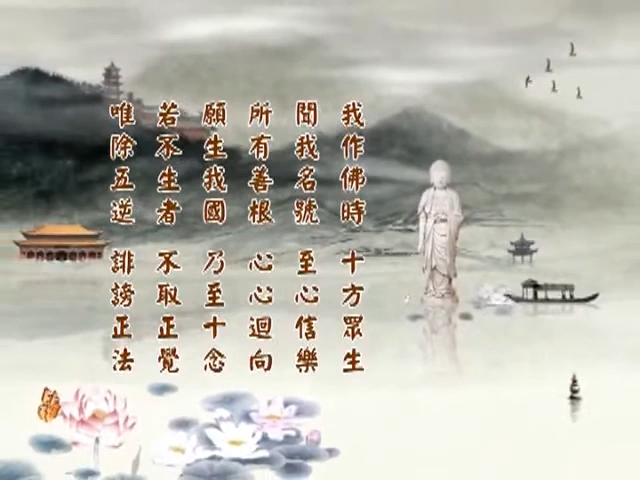 我作佛時 十方眾生
聞我名號 至心信樂
所有善根 心心迴向
願生我國 乃至十念
若不生者 不取正覺
唯除五逆 誹謗正法